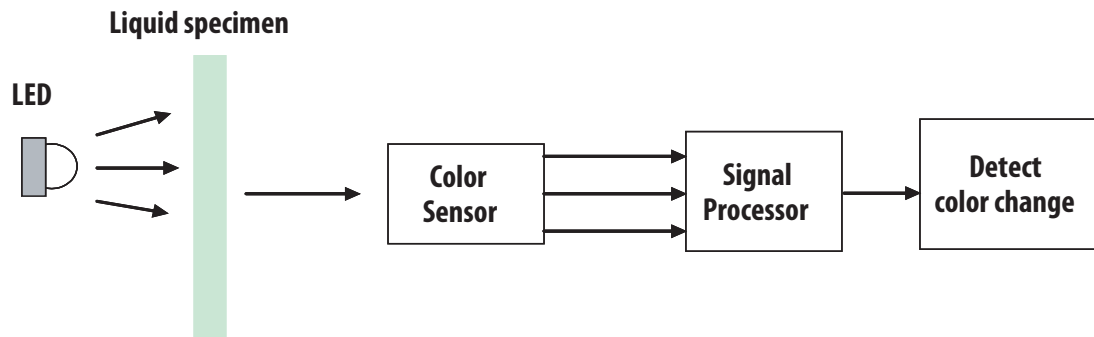 Liquid specimen
LED
Color
Sensor
Signal
Processor
Detect
color change